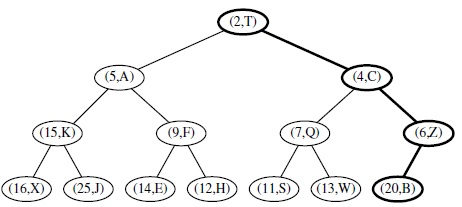 (2,T)
(5,A) (4,C)
(15,K) (9,F) (7,Q) (6,Z)
(16,X) (25,J) (14,E) (12,H) (11,S) (13,W) (20,B)